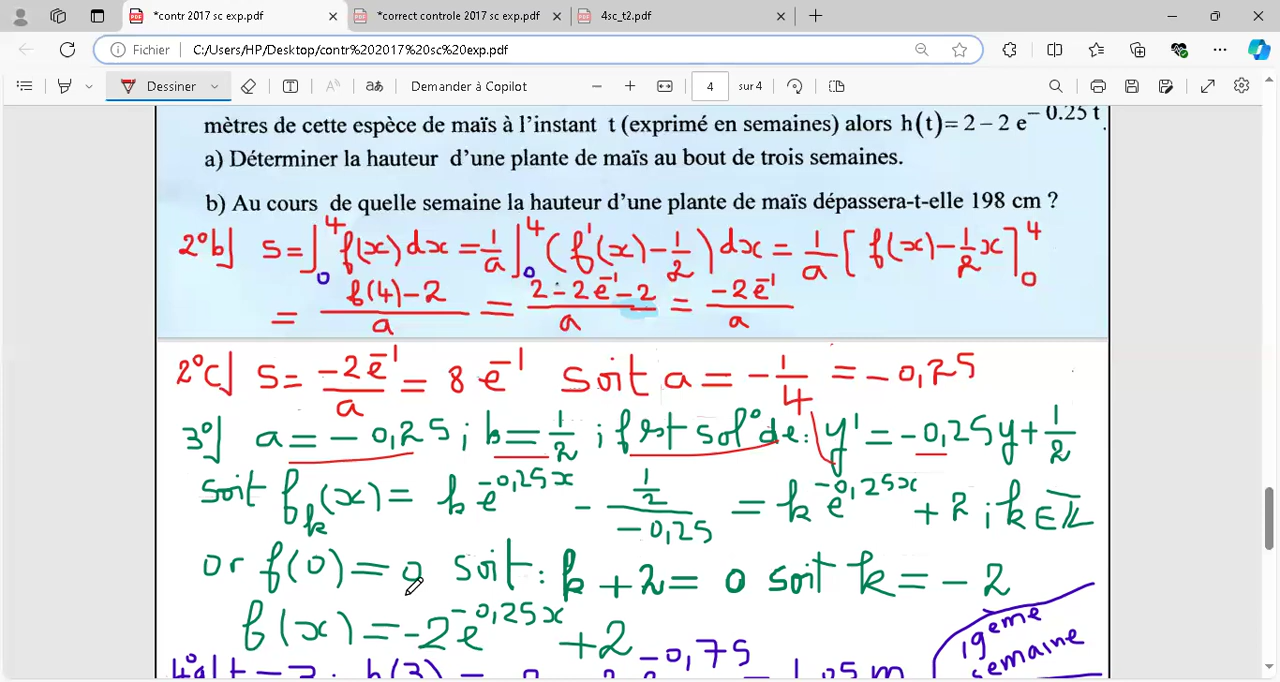 *contr 2017 sc exp.pdf
*correct controle 2017 sc exp.pdf
4sc_t2.pdf
Fichier C:/Users/HP/Desktop/contr%202017%20sc%20exp.pdf
Dessiner
Demander à Copilot
4 sur 4
mètres de cette espèce de maïs à l'instant t (exprimé en semaines) alors h(t) = 2 – 2 e^– 0.25 t.
a) Déterminer la hauteur d'une plante de maïs au bout de trois semaines.
b) Au cours de quelle semaine la hauteur d'une plante de maïs dépassera-t-elle 198 cm ?
2°b] S = ∫₀⁴ f(x) dx = 1/a ∫₀⁴ (f'(x) – 1/2) dx = 1/a [f(x) – 1/2 x]₀⁴
= (f(4) – 2)/a = (2 – 2e⁻¹ – 2)/a = –2e⁻¹/a
2°c] S = –2e⁻¹/a = 8 e⁻¹ soit a = – 1/4 = – 0,25
3°] a = – 0,25 ; b = 1/2 ; f est sol° de : y' = –0,25y + 1/2
soit f_k(x) = k e^–0,25x – (1/2)/(–0,25) = k e^–0,25x + 2 ; k ∈ IR
or f(0) = 0 soit : k + 2 = 0 soit k = – 2
f(x) = –2e^–0,25x + 2
19eme
semaine